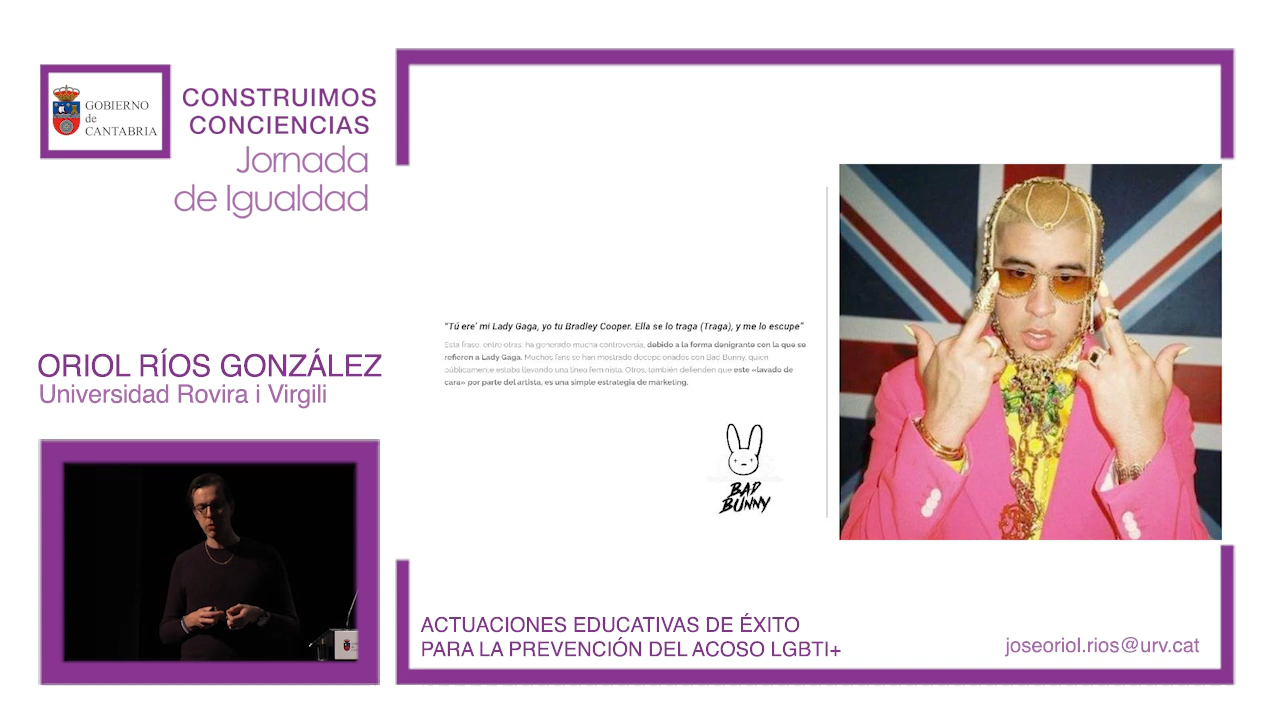 GOBIERNO
de
CANTABRIA
CONSTRUIMOS
CONCIENCIAS
Jornada
de Igualdad
ORIOL RÍOS GONZÁLEZ
Universidad Rovira i Virgili
"Tú ere' mi Lady Gaga, yo tu Bradley Cooper. Ella se lo traga (Traga), y me lo escupe"
Esta frase, entre otras, ha generado mucha controversia, debido a la forma denigrante con la que se
refieren a Lady Gaga. Muchos fans se han mostrado decepcionados con Bad Bunny, quien
públicamente estaba llevando una línea feminista. Otros, también defienden que este «lavado de
cara» por parte del artista, es una simple estrategia de márketing.
BAD
BUNNY
ACTUACIONES EDUCATIVAS DE ÉXITO
PARA LA PREVENCIÓN DEL ACOSO LGBTI+
joseoriol.rios@urv.cat